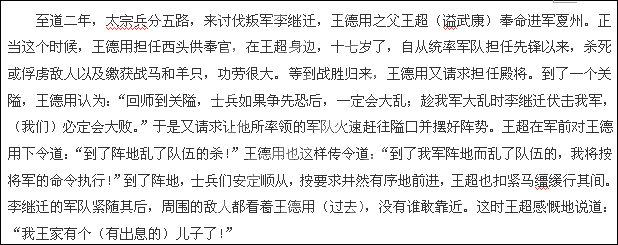 至道二年，太宗兵分五路，来讨伐叛军李继迁，王德用之父王超（谥武康）奉命进军夏州。正
当这个时候，王德用担任西头供奉官，在王超身边，十七岁了，自从统率军队担任先锋以来，杀死
或俘虏敌人以及缴获战马和羊只，功劳很大。等到战胜归来，王德用又请求担任殿将。到了一个关
隘，王德用认为：“回师到关隘，士兵如果争先恐后，一定会大乱；趁我军大乱时李继迁伏击我军，
（我们）必定会大败。”于是又请求让他所率领的军队火速赶往隘口并摆好阵势。王超在军前对王德
用下令道：“到了阵地乱了队伍的杀！”王德用也这样传令道：“到了我军阵地而乱了队伍的，我将按
将军的命令执行！”到了阵地，士兵们安定顺从，按要求井然有序地前进，王超也扣紧马缰缓行其间。
李继迁的军队紧随其后，周围的敌人都看着王德用（过去），没有谁敢靠近。这时王超感慨地说道：
“我王家有个（有出息的）儿子了！”